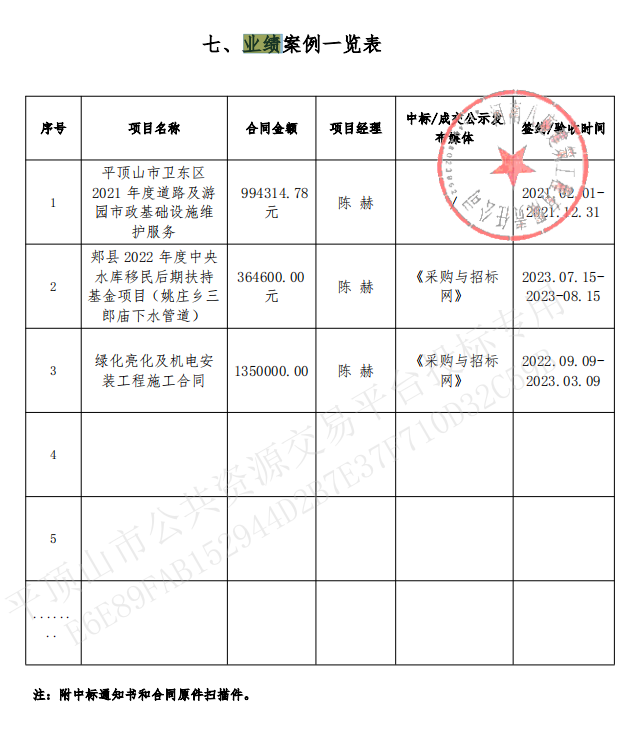 七、业绩案例一览表
序号 项目名称 合同金额 项目经理 中标/成交公示发
布媒体 签约/验收时间
1 平顶山市卫东区
2021 年度道路及游
园市政基础设施维
护服务 994314.78
元 陈 赫 / 2021.02.01-
2021.12.31
2 郏县 2022 年度中央
水库移民后期扶持
基金项目（姚庄乡三
郎庙下水管道） 364600.00
元 陈 赫 《采购与招标
网》 2023.07.15-
2023-08.15
3 绿化亮化及机电安
装工程施工合同 1350000.00 陈 赫 《采购与招标
网》 2022.09.09-
2023.03.09
4
5
......
..
注：附中标通知书和合同原件扫描件。
平顶山市公共资源交易平台投标专用